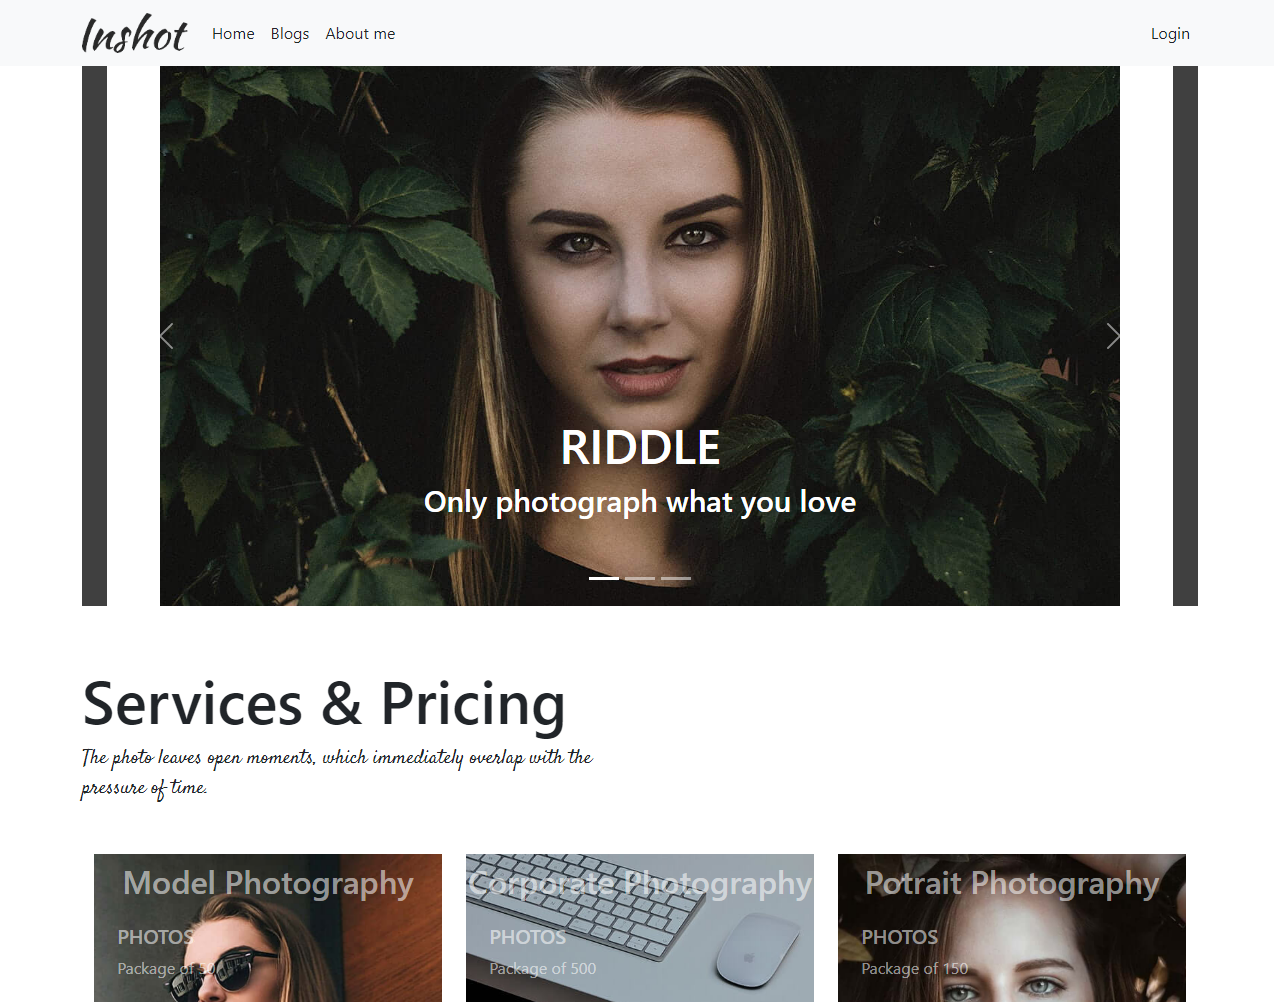 Inshot Home Blogs About me Login
RIDDLE
Only photograph what you love
Services & Pricing
The photo leaves open moments, which immediately overlap with the
pressure of time.
Model Photography
PHOTOS
Package of 50
Corporate Photography
PHOTOS
Package of 500
Potrait Photography
PHOTOS
Package of 150